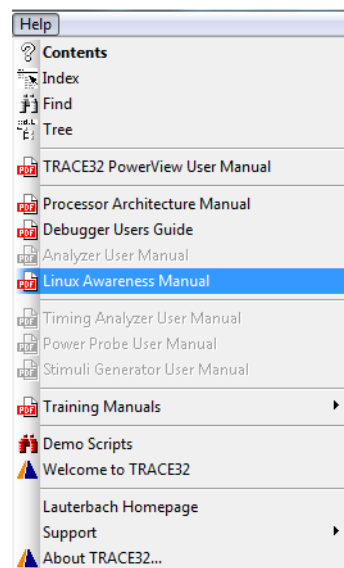 Help
Contents
Index
Find
Tree
TRACE32 PowerView User Manual
Processor Architecture Manual
Debugger Users Guide
Analyzer User Manual
Linux Awareness Manual
Timing Analyzer User Manual
Power Probe User Manual
Stimuli Generator User Manual
Training Manuals
Demo Scripts
Welcome to TRACE32
Lauterbach Homepage
Support
About TRACE32...